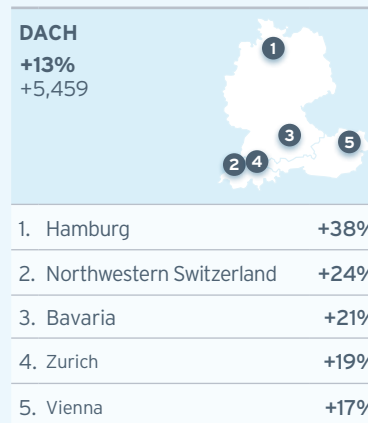 DACH
+13%
+5,459
1
3
5
2
4
1. Hamburg +38%
2. Northwestern Switzerland +24%
3. Bavaria +21%
4. Zurich +19%
5. Vienna +17%